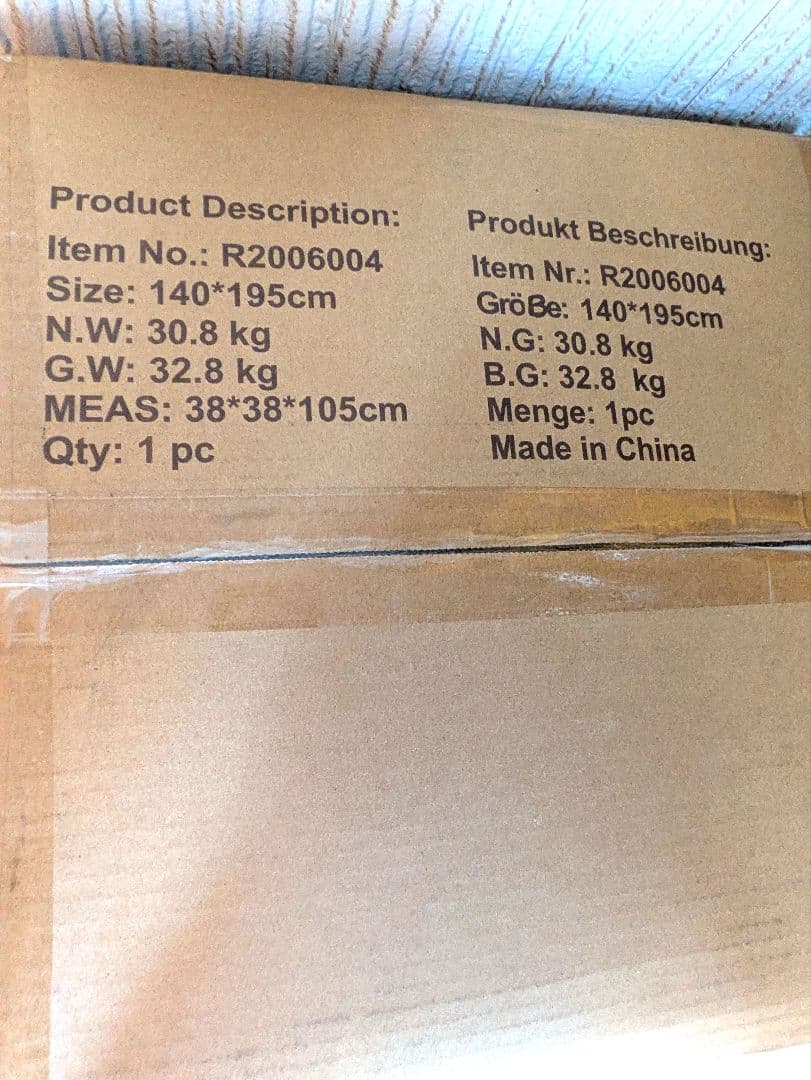 Product Description:
Item No.: R2006004
Size: 140*195cm
N.W: 30.8 kg
G.W: 32.8 kg
MEAS: 38*38*105cm
Qty: 1 pc
Produkt Beschreibung:
Item Nr.: R2006004
Größe: 140*195cm
N.G: 30.8 kg
B.G: 32.8 kg
Menge: 1pc
Made in China